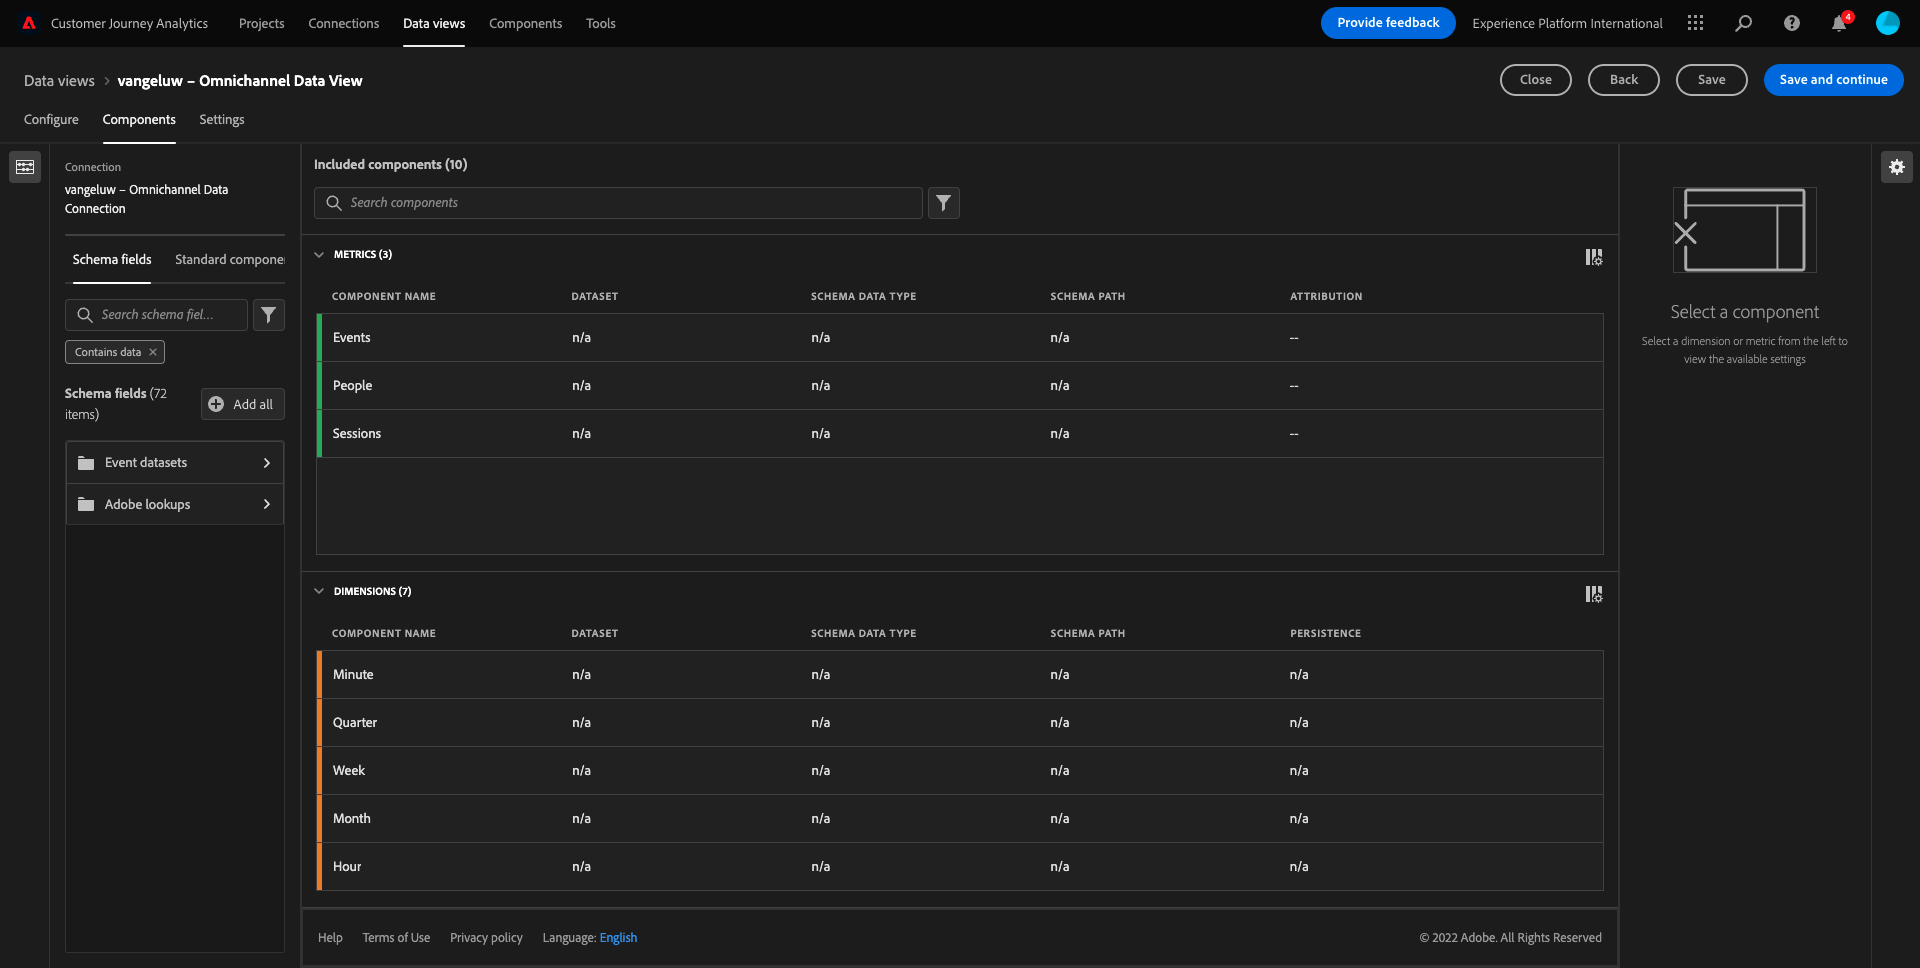 Customer Journey Analytics Projects Connections Data views Components Tools Provide feedback Experience Platform International 4
Data views > vangeluw – Omnichannel Data View Close Back Save Save and continue
Configure Components Settings
Connection
vangeluw – Omnichannel Data
Connection
Schema fields Standard compone
Search schema fiel...
Contains data
Schema fields (72
items)
Add all
Event datasets
Adobe lookups
Included components (10)
Search components
METRICS (3)
COMPONENT NAME DATASET SCHEMA DATA TYPE SCHEMA PATH ATTRIBUTION
Events n/a n/a n/a --
People n/a n/a n/a --
Sessions n/a n/a n/a --
DIMENSIONS (7)
COMPONENT NAME DATASET SCHEMA DATA TYPE SCHEMA PATH PERSISTENCE
Minute n/a n/a n/a n/a
Quarter n/a n/a n/a n/a
Week n/a n/a n/a n/a
Month n/a n/a n/a n/a
Hour n/a n/a n/a n/a
Select a component
Select a dimension or metric from the left to
view the available settings
Help Terms of Use Privacy policy Language: English © 2022 Adobe. All Rights Reserved